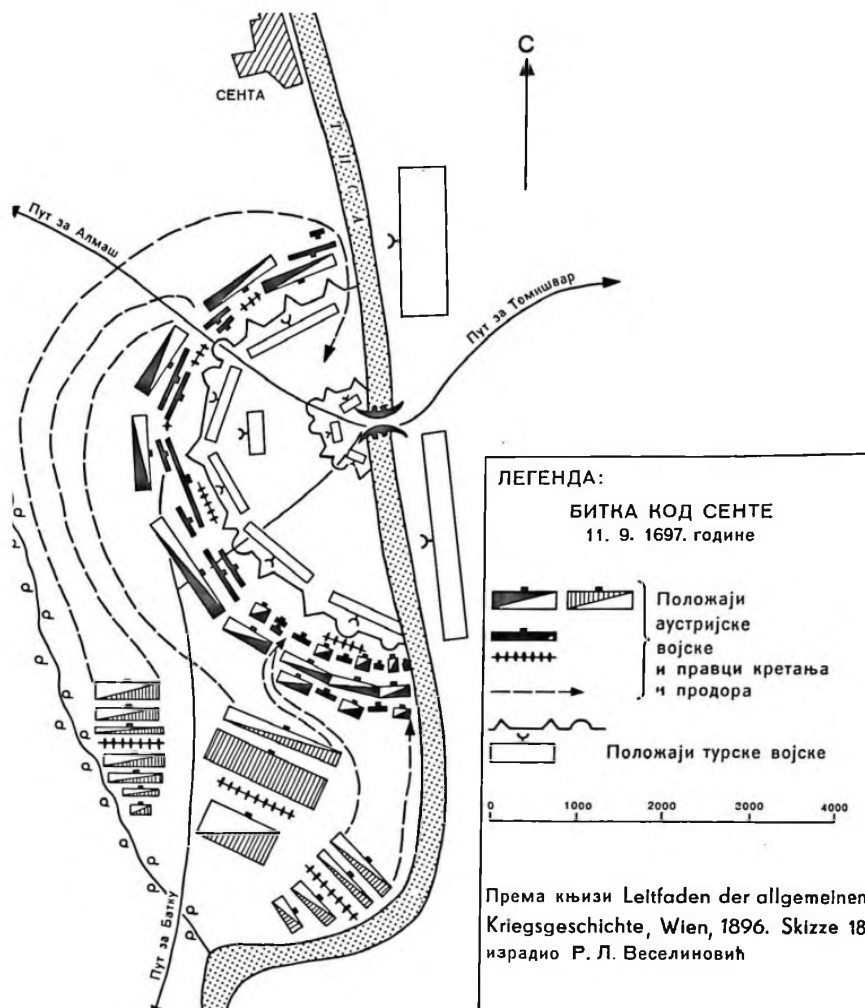 С
СЕНТА
ТИСА
Пут за Алмаш
Пут за Темишвар
Пут за Батку
ЛЕГЕНДА:
БИТКА КОД СЕНТЕ
11. 9. 1697. године
Положаји
аустријске
војске
и правци кретања
и продора
Положаји турске војске
0 1000 2000 3000 4000
Према књизи Leitfaden der allgemeinen
Kriegsgeschichte, Wien, 1896. Skizze 18
израдио Р. Л. Веселиновић